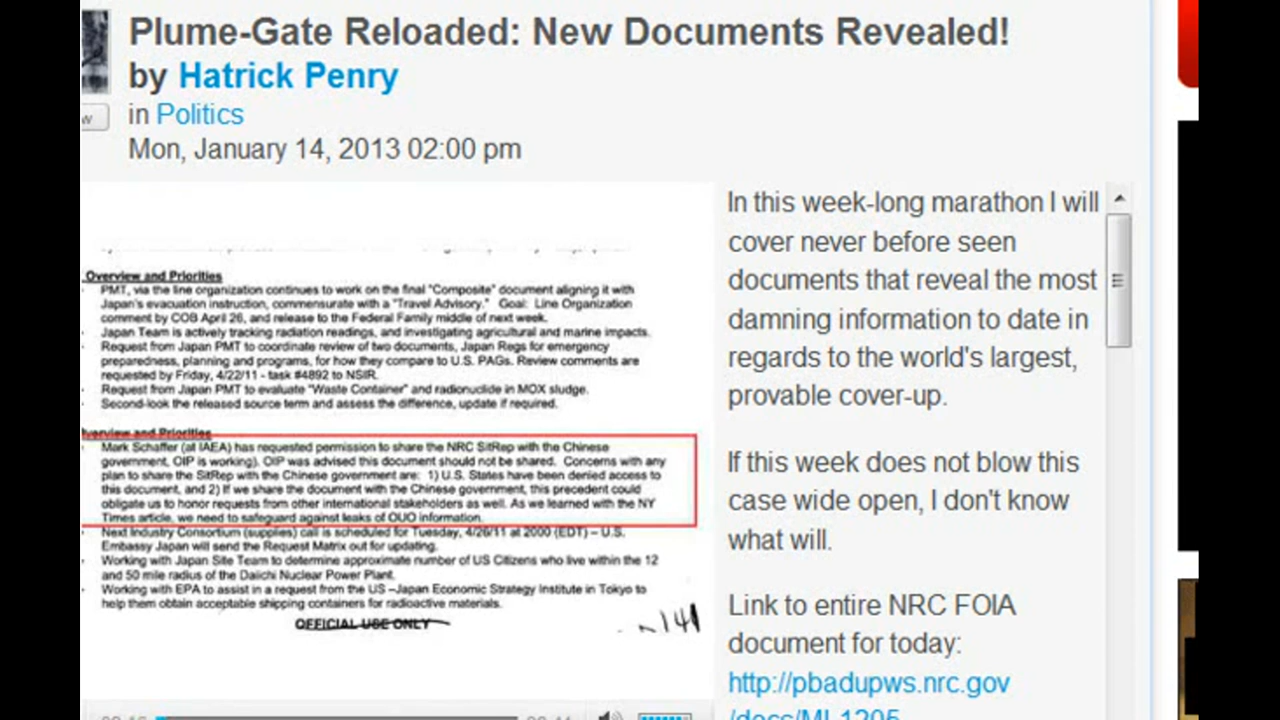 Plume-Gate Reloaded: New Documents Revealed!
by Hatrick Penry
in Politics
Mon, January 14, 2013 02:00 pm
w
Overview and Priorities
PMT, via the line organization continues to work on the final "Composite" document aligning it with
Japan's evacuation instruction, commensurate with a "Travel Advisory." Goal: Line Organization
comment by COB April 26, and release to the Federal Family middle of next week.
Japan Team is actively tracking radiation readings, and investigating agricultural and marine impacts.
Request from Japan PMT to coordinate review of two documents, Japan Regs for emergency
preparedness, planning and programs, for how they compare to U.S. PAGs. Review comments are
requested by Friday, 4/22/11 - task #4892 to NSIR.
Request from Japan PMT to evaluate "Waste Container" and radionuclide in MOX sludge.
Second-look the released source term and assess the difference, update if required.
Overview and Priorities
Mark Schaffer (at IAEA) has requested permission to share the NRC SitRep with the Chinese
government, OIP is working). OIP was advised this document should not be shared. Concerns with any
plan to share the SitRep with the Chinese government are: 1) U.S. States have been denied access to
this document, and 2) If we share the document with the Chinese government, this precedent could
obligate us to honor requests from other international stakeholders as well. As we learned with the NY
Times article, we need to safeguard against leaks of OUO information.
Next Industry Consortium (supplies) call is scheduled for Tuesday, 4/26/11 at 2000 (EDT) – U.S.
Embassy Japan will send the Request Matrix out for updating.
Working with Japan Site Team to determine approximate number of US Citizens who live within the 12
and 50 mile radius of the Daiichi Nuclear Power Plant.
Working with EPA to assist in a request from the US –Japan Economic Strategy Institute in Tokyo to
help them obtain acceptable shipping containers for radioactive materials.
OFFICIAL USE ONLY
In this week-long marathon I will
cover never before seen
documents that reveal the most
damning information to date in
regards to the world's largest,
provable cover-up.
If this week does not blow this
case wide open, I don't know
what will.
Link to entire NRC FOIA
document for today:
http://pbadupws.nrc.gov
/docs/ML1205